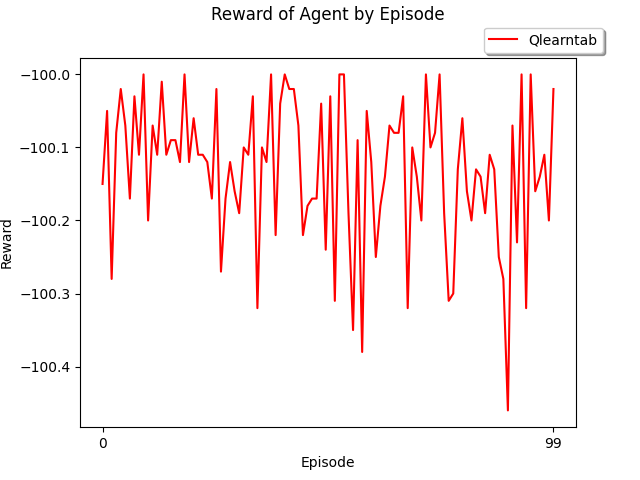 Reward of Agent by Episode
Qlearntab
−100.0
−100.1
−100.2
−100.3
−100.4
Reward
0
99
Episode